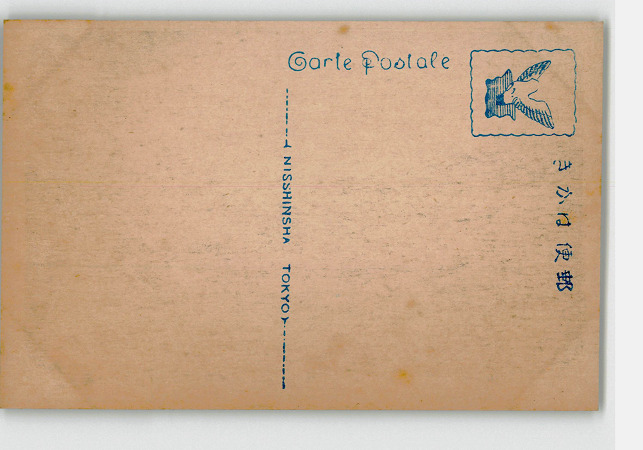 Carte Postale
NISSHINSHA TOKYO
郵便はかき